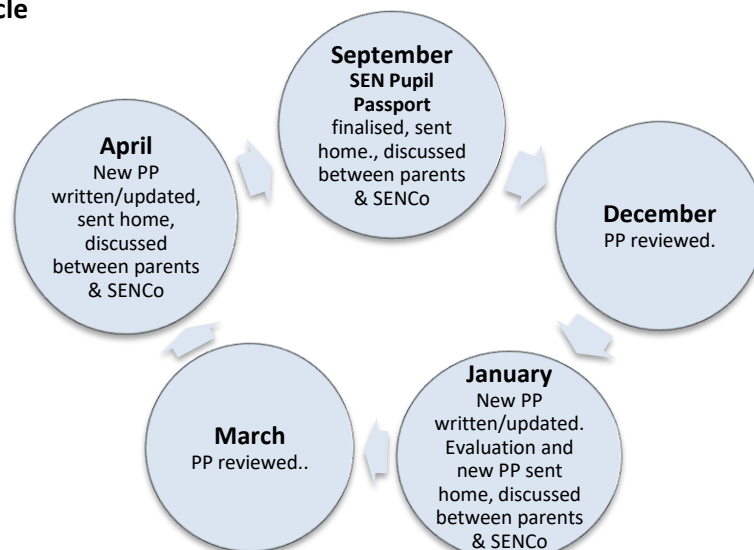 cle
September
SEN Pupil
Passport
finalised, sent
home., discussed
between parents
& SENCo
December
PP reviewed.
January
New PP
written/updated.
Evaluation and
new PP sent
home, discussed
between parents
& SENCo
March
PP reviewed..
April
New PP
written/updated,
sent home,
discussed
between parents
& SENCo